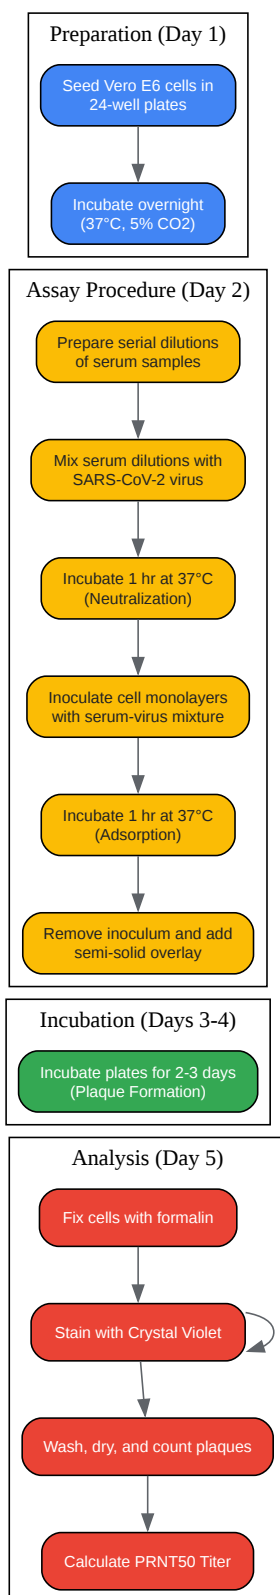 Preparation (Day 1)
Seed Vero E6 cells in
24-well plates
Incubate overnight
(37°C, 5% CO2)
Assay Procedure (Day 2)
Prepare serial dilutions
of serum samples
Mix serum dilutions with
SARS-CoV-2 virus
Incubate 1 hr at 37°C
(Neutralization)
Inoculate cell monolayers
with serum-virus mixture
Incubate 1 hr at 37°C
(Adsorption)
Remove inoculum and add
semi-solid overlay
Incubation (Days 3-4)
Incubate plates for 2-3 days
(Plaque Formation)
Analysis (Day 5)
Fix cells with formalin
Stain with Crystal Violet
Wash, dry, and count plaques
Calculate PRNT50 Titer